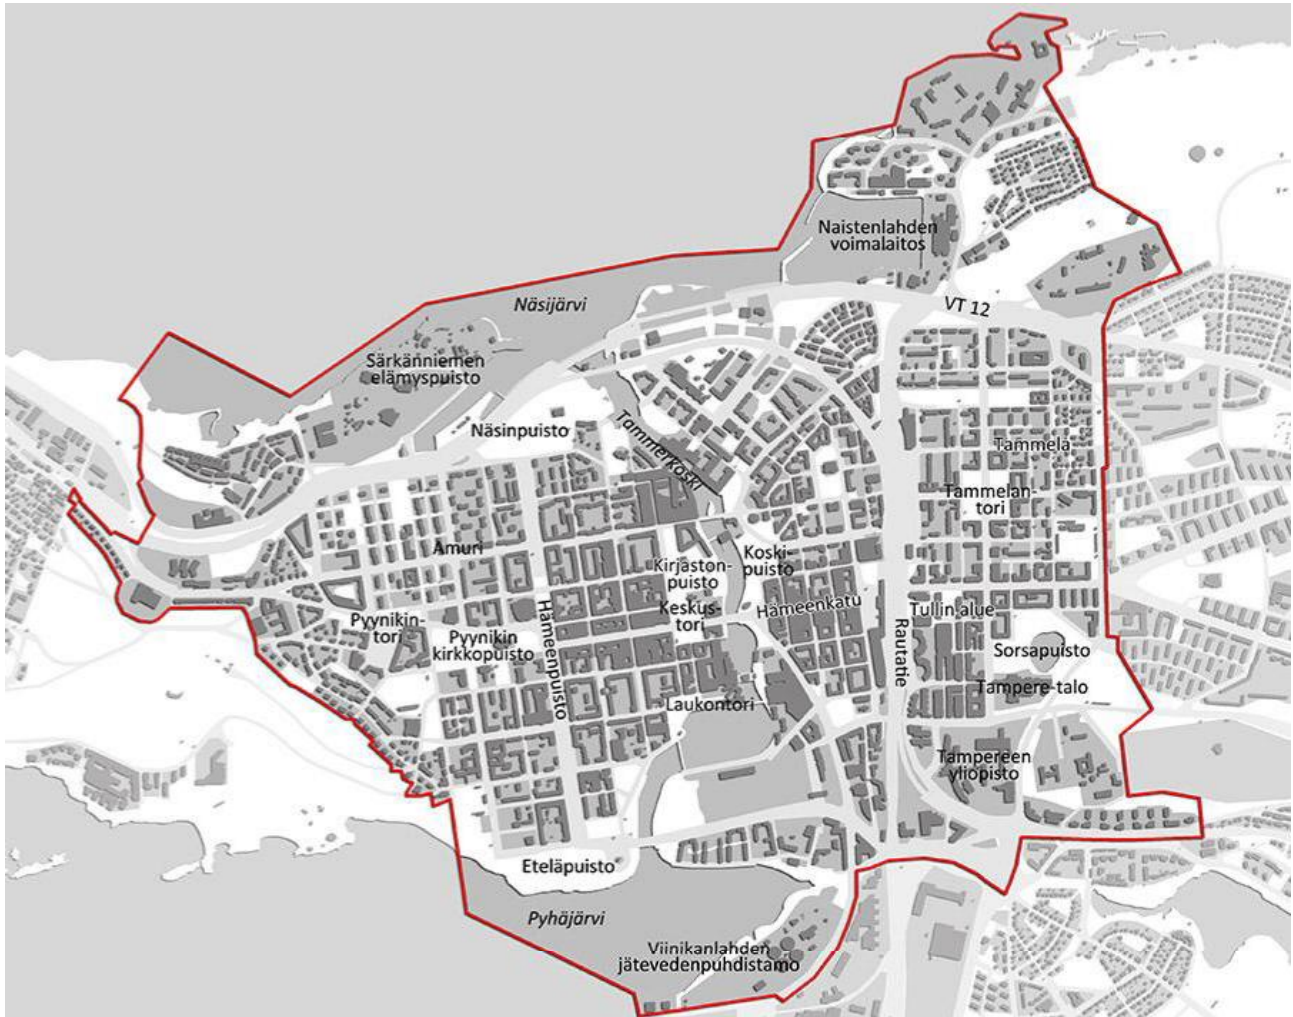 Naistenlahden
voimalaitos
Näsijärvi
VT 12
Särkänniemen
elämyspuisto
Näsinpuisto
Tammerkoski
Tammela
Tammelan-
tori
Amuri
Koski-
puisto
Kirjaston-
puisto
Hämeenkatu
Keskus-
tori
Hämeenpuisto
Pyynikin-
tori
Pyynikin
kirkkopuisto
Tullin alue
Rautatie
Sorsapuisto
Tampere-talo
Laukontori
Tampereen
yliopisto
Eteläpuisto
Pyhäjärvi
Viinikanlahden
jätevedenpuhdistamo